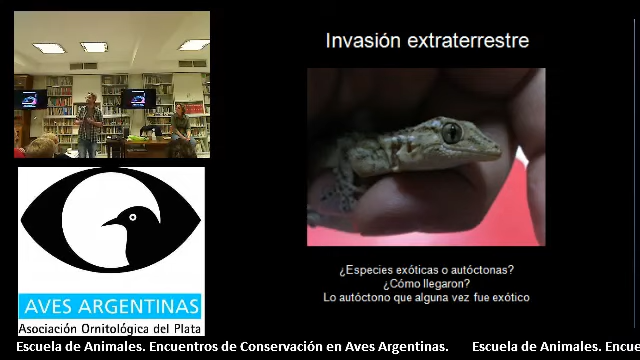 Invasión extraterrestre
¿Especies exóticas o autóctonas?
¿Cómo llegaron?
Lo autóctono que alguna vez fue exótico
AVES ARGENTINAS
Asociación Ornitológica del Plata
Escuela de Animales. Encuentros de Conservación en Aves Argentinas. Escuela de Animales. Encue